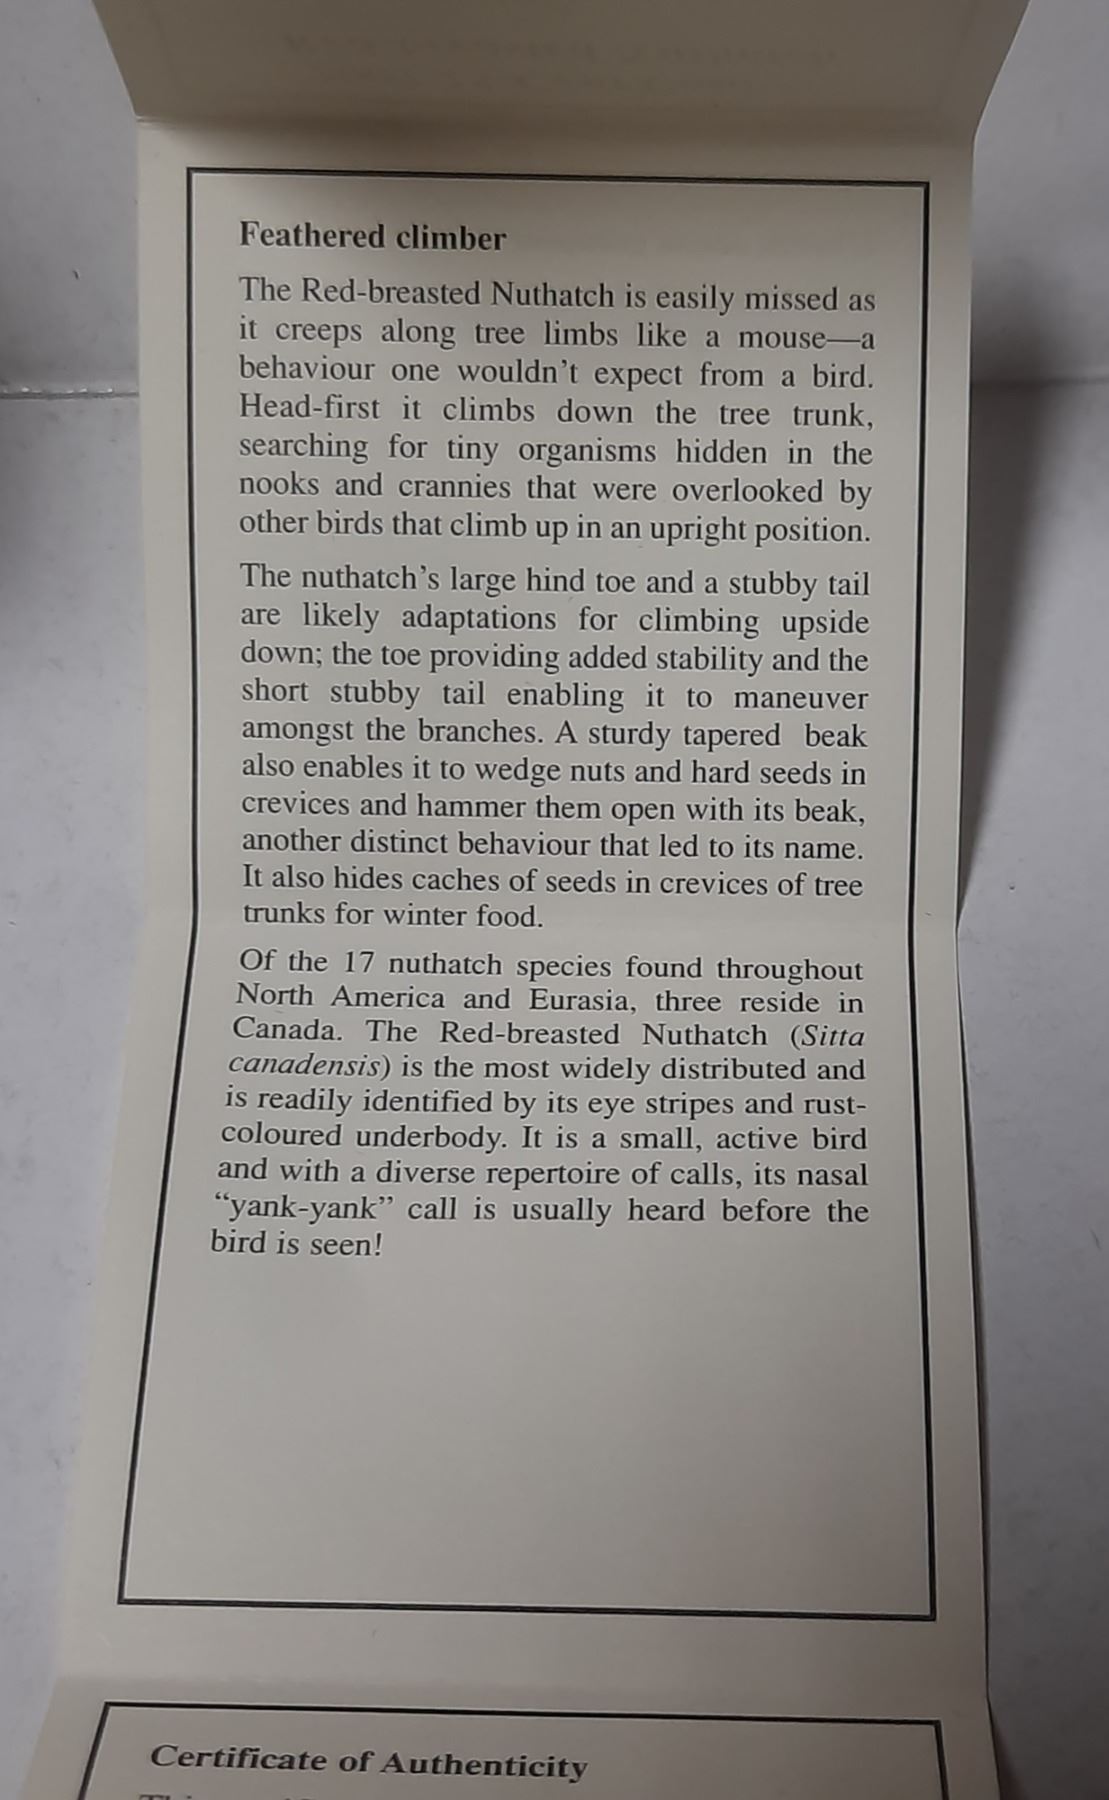 Feathered climber
The Red-breasted Nuthatch is easily missed as
it creeps along tree limbs like a mouse—a
behaviour one wouldn't expect from a bird.
Head-first it climbs down the tree trunk,
searching for tiny organisms hidden in the
nooks and crannies that were overlooked by
other birds that climb up in an upright position.
The nuthatch's large hind toe and a stubby tail
are likely adaptations for climbing upside
down; the toe providing added stability and the
short stubby tail enabling it to maneuver
amongst the branches. A sturdy tapered beak
also enables it to wedge nuts and hard seeds in
crevices and hammer them open with its beak,
another distinct behaviour that led to its name.
It also hides caches of seeds in crevices of tree
trunks for winter food.
Of the 17 nuthatch species found throughout
North America and Eurasia, three reside in
Canada. The Red-breasted Nuthatch (Sitta
canadensis) is the most widely distributed and
is readily identified by its eye stripes and rust-
coloured underbody. It is a small, active bird
and with a diverse repertoire of calls, its nasal
“yank-yank” call is usually heard before the
bird is seen!
Certificate of Authenticity